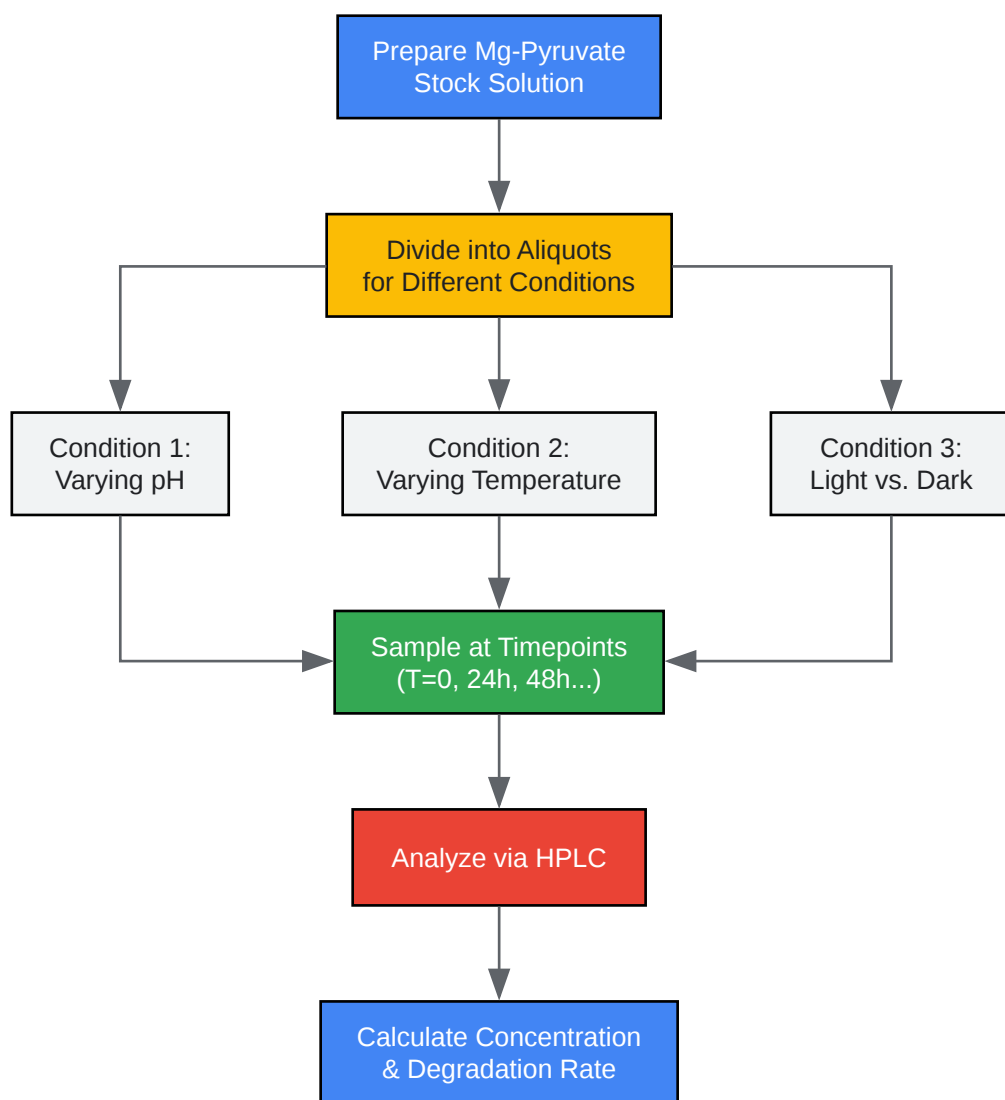 Prepare Mg-Pyruvate
Stock Solution
Divide into Aliquots
for Different Conditions
Condition 1:
Varying pH
Condition 2:
Varying Temperature
Condition 3:
Light vs. Dark
Sample at Timepoints
(T=0, 24h, 48h...)
Analyze via HPLC
Calculate Concentration
& Degradation Rate